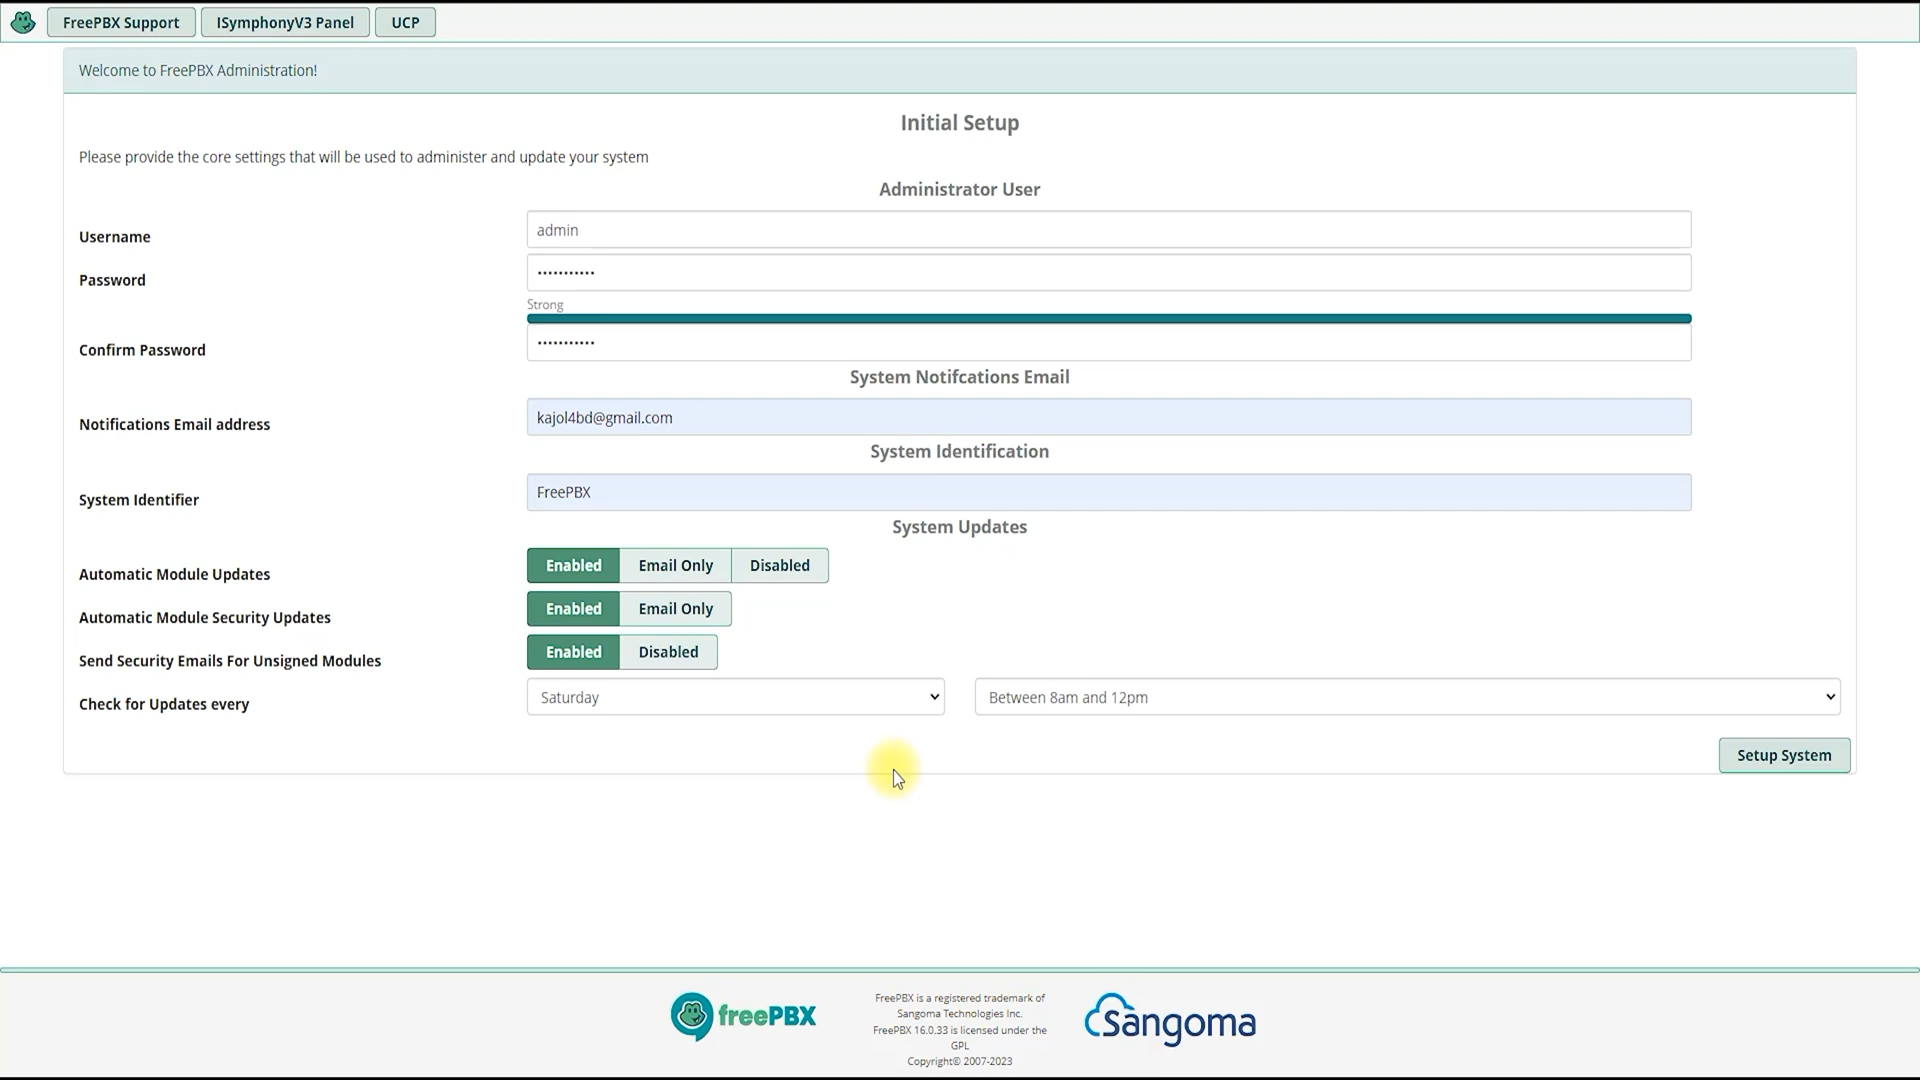 FreePBX Support ISymphonyV3 Panel UCP
Welcome to FreePBX Administration!
Initial Setup
Please provide the core settings that will be used to administer and update your system
Administrator User
Username admin
Password •••••••••••
Strong
Confirm Password •••••••••••
System Notifcations Email
Notifications Email address kajol4bd@gmail.com
System Identification
System Identifier FreePBX
System Updates
Automatic Module Updates Enabled Email Only Disabled
Automatic Module Security Updates Enabled Email Only
Send Security Emails For Unsigned Modules Enabled Disabled
Check for Updates every Saturday Between 8am and 12pm
Setup System
freePBX
FreePBX is a registered trademark of
Sangoma Technologies Inc.
FreePBX 16.0.33 is licensed under the
GPL
Copyright© 2007-2023
Sangoma